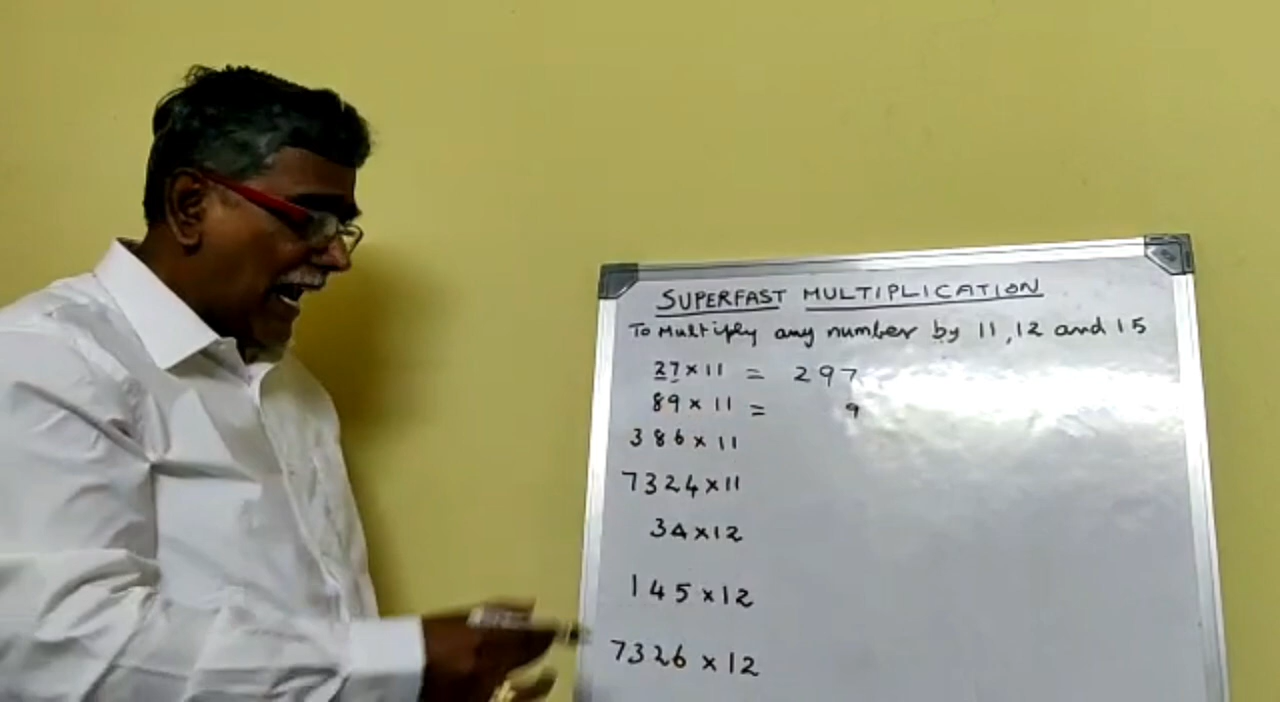 SUPERFAST MULTIPLICATION
To Multiply any number by 11, 12 and 15
27 × 11 = 297
89 × 11 = 9
386 × 11
7324 × 11
34 × 12
145 × 12
7326 × 12